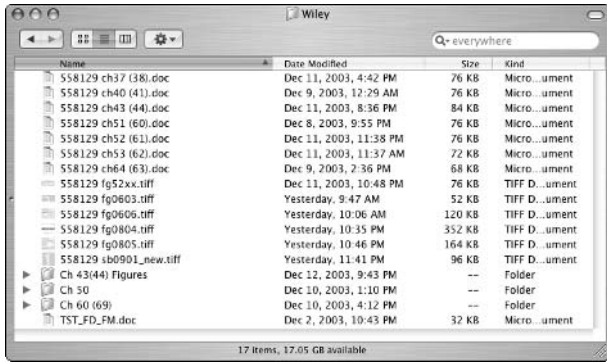 Wiley
everywhere
Name Date Modified Size Kind
558129 ch37 (38).doc Dec 11, 2003, 4:42 PM 76 KB Micro...ument
558129 ch40 (41).doc Dec 9, 2003, 12:29 AM 76 KB Micro...ument
558129 ch43 (44).doc Dec 11, 2003, 8:36 PM 84 KB Micro...ument
558129 ch51 (60).doc Dec 8, 2003, 9:55 PM 76 KB Micro...ument
558129 ch52 (61).doc Dec 11, 2003, 11:38 PM 76 KB Micro...ument
558129 ch53 (62).doc Dec 11, 2003, 11:37 AM 72 KB Micro...ument
558129 ch64 (63).doc Dec 9, 2003, 2:36 PM 68 KB Micro...ument
558129 fg52xx.tiff Dec 11, 2003, 10:48 PM 76 KB TIFF D...ument
558129 fg0603.tiff Yesterday, 9:47 AM 52 KB TIFF D...ument
558129 fg0606.tiff Yesterday, 10:06 AM 120 KB TIFF D...ument
558129 fg0804.tiff Yesterday, 10:35 PM 352 KB TIFF D...ument
558129 fg0805.tiff Yesterday, 10:46 PM 164 KB TIFF D...ument
558129 sb0901_new.tiff Yesterday, 11:41 PM 96 KB TIFF D...ument
Ch 43(44) Figures Dec 12, 2003, 9:43 PM -- Folder
Ch 50 Dec 10, 2003, 1:10 PM -- Folder
Ch 60 (69) Dec 10, 2003, 4:12 PM -- Folder
TST_FD_FM.doc Dec 2, 2003, 10:43 PM 32 KB Micro...ument
17 items, 17.05 GB available